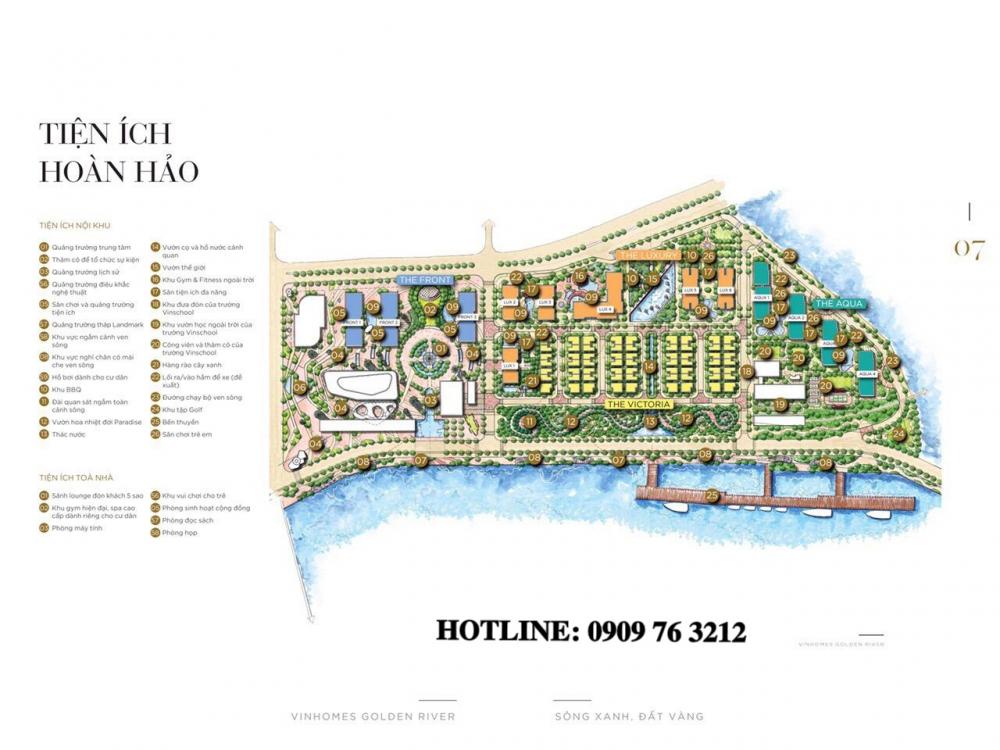 TIỆN ÍCH
HOÀN HẢO
TIỆN ÍCH NỘI KHU
01 Quảng trường trung tâm
02 Thảm cỏ để tổ chức sự kiện
03 Quảng trường lịch sử
Quảng trường điêu khắc
nghệ thuật
Sân chơi và quảng trường
tiện ích
07 Quảng trường tháp Landmark
Khu vực ngắm cảnh ven
sông
Khu vực nghỉ chân có mái
che ven sông
Hồ bơi dành cho cư dân
10 Khu BBQ
11 Đài quan sát ngắm toàn
cảnh sông
12 Vườn hoa nhiệt đới Paradise
13 Thác nước
14 Vườn cọ và hồ nước cảnh
quan
15 Vườn thế giới
Khu Gym & Fitness ngoài trời
17 Sân tiện ích đa năng
18 Khu đưa đón của trường
Vinschool
19 Khu vườn học ngoài trời của
trường Vinschool
20 Công viên và thảm cỏ của
trường Vinschool
21 Hàng rào cây xanh
22 Lối ra/vào hầm để xe (đề
xuất)
23 Đường chạy bộ ven sông
24 Khu tập Golf
25 Bến thuyền
26 Sân chơi trẻ em
TIỆN ÍCH TOÀ NHÀ
01 Sảnh lounge đón khách 5 sao
02 Khu gym hiện đại, spa cao
cấp dành riêng cho cư dân
Phòng máy tính
Khu vui chơi cho trẻ
Phòng sinh hoạt cộng đồng
Phòng đọc sách
Phòng họp
THE FRONT
FRONT 1
FRONT 2
FRONT 3
THE LUXURY
LUX 1
LUX 2
LUX 3
LUX 4
LUX 5
LUX 6
THE AQUA
AQUA 1
AQUA 2
AQUA 4
THE VICTORIA
07
HOTLINE: 0909 76 3212
VINHOMES GOLDEN RIVER
VINHOMES GOLDEN RIVER
SÔNG XANH, ĐẤT VÀNG